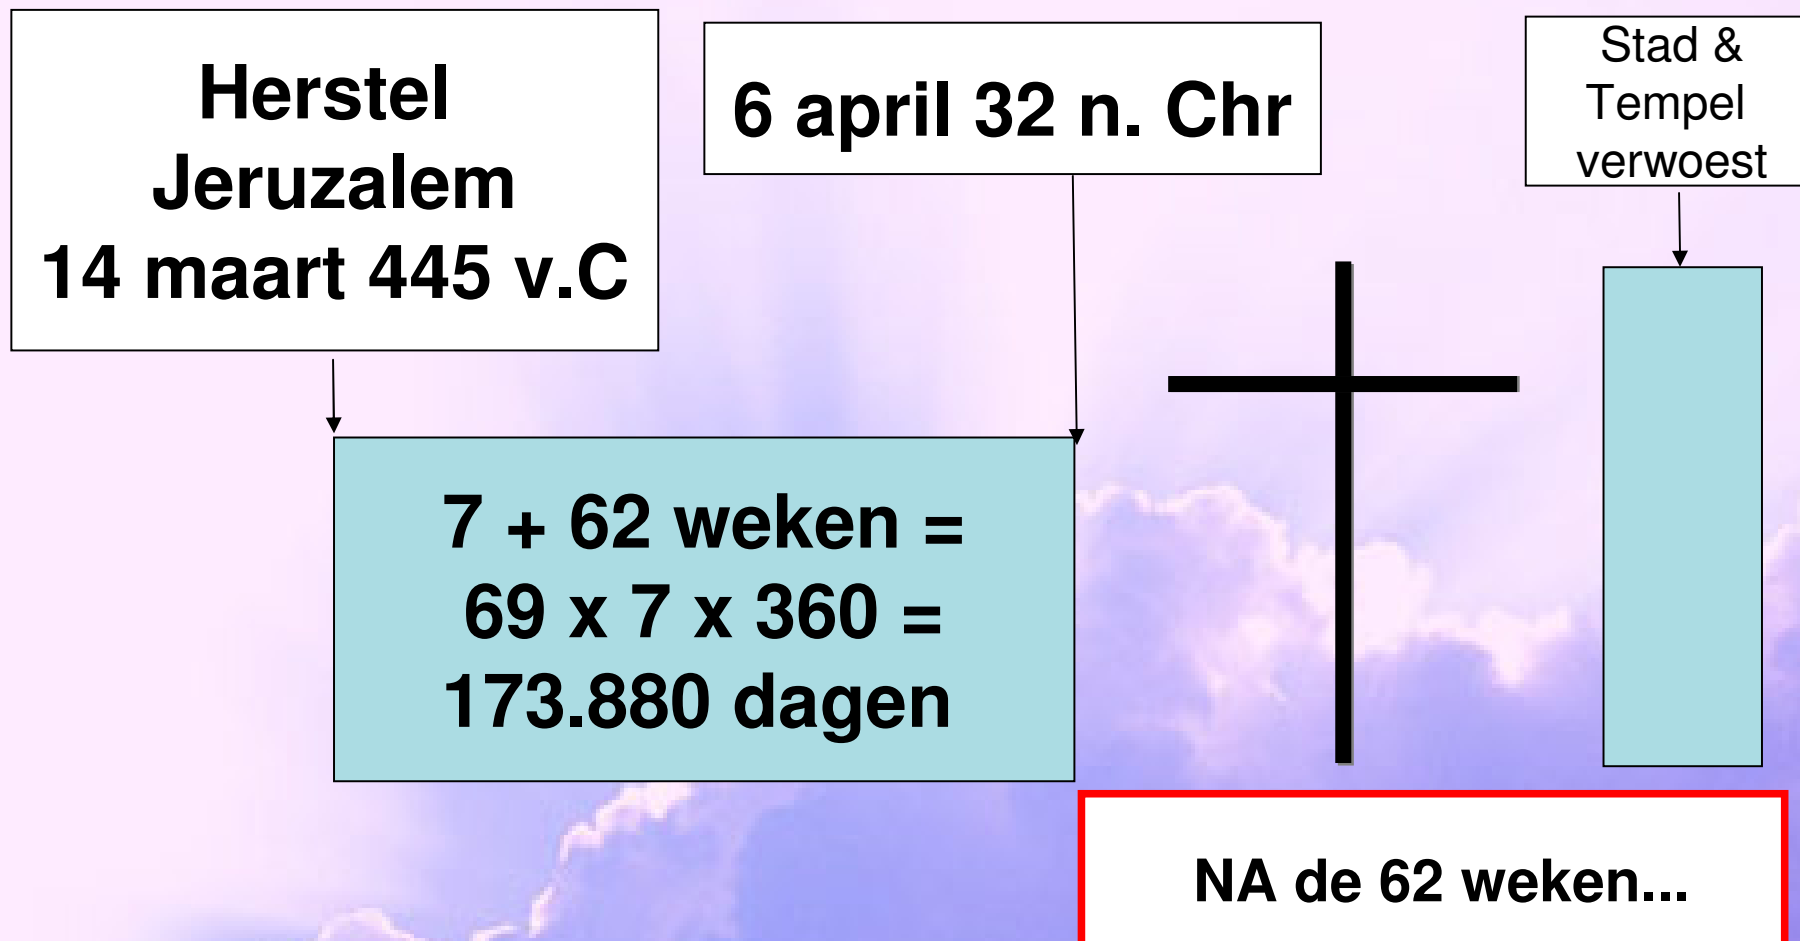 Herstel
Jeruzalem
14 maart 445 v.C
6 april 32 n. Chr
Stad &
Tempel
verwoest
7 + 62 weken =
69 x 7 x 360 =
173.880 dagen
NA de 62 weken...